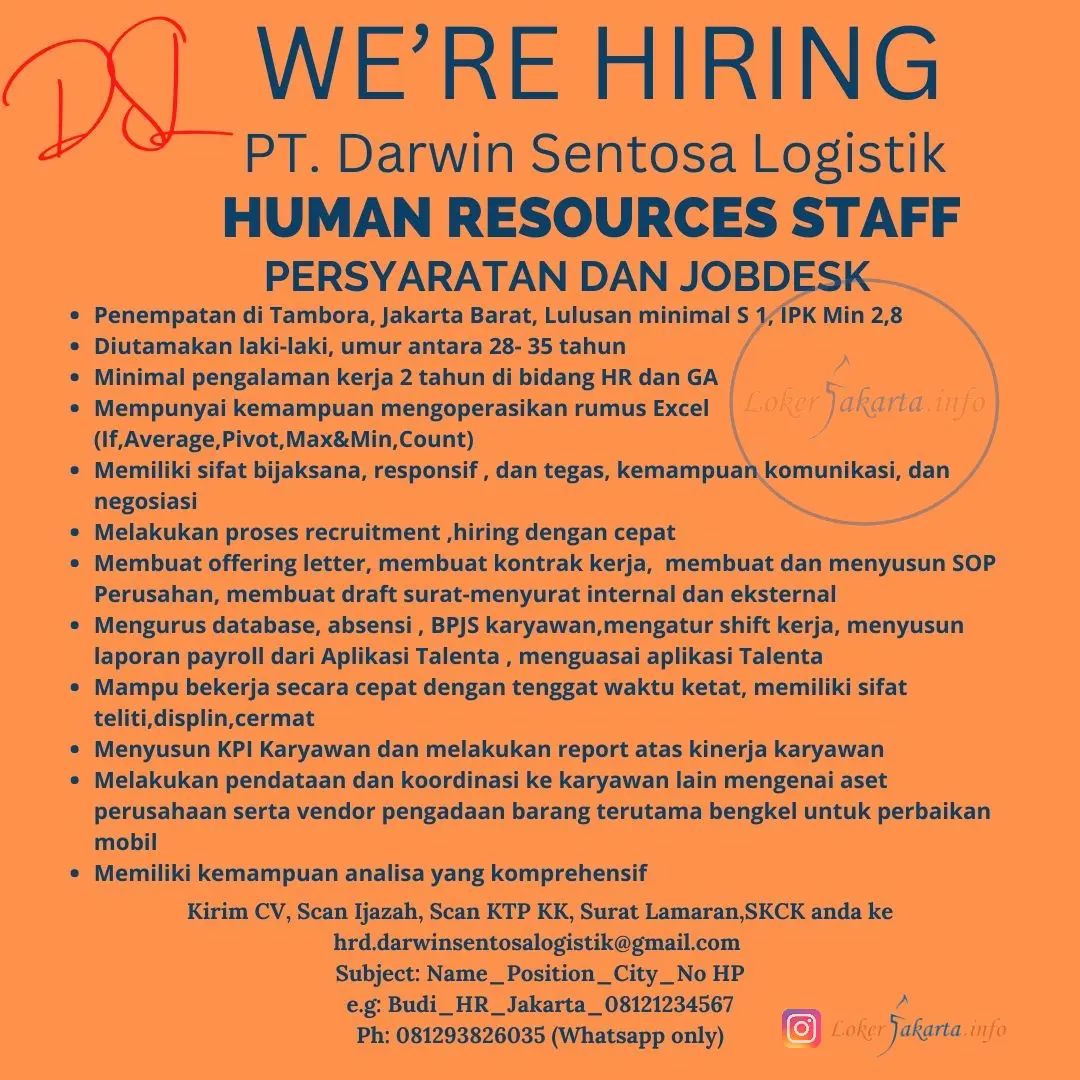 DSL
WE’RE HIRING
PT. Darwin Sentosa Logistik
HUMAN RESOURCES STAFF
PERSYARATAN DAN JOBDESK
• Penempatan di Tambora, Jakarta Barat, Lulusan minimal S 1, IPK Min 2,8
• Diutamakan laki-laki, umur antara 28- 35 tahun
• Minimal pengalaman kerja 2 tahun di bidang HR dan GA
Loker Jakarta.info
• Mempunyai kemampuan mengoperasikan rumus Excel
(If,Average,Pivot,Max&Min,Count)
• Memiliki sifat bijaksana, responsif , dan tegas, kemampuan komunikasi, dan
negosiasi
• Melakukan proses recruitment ,hiring dengan cepat
• Membuat offering letter, membuat kontrak kerja,  membuat dan menyusun SOP
Perusahan, membuat draft surat-menyurat internal dan eksternal
• Mengurus database, absensi , BPJS karyawan,mengatur shift kerja, menyusun
laporan payroll dari Aplikasi Talenta , menguasai aplikasi Talenta
• Mampu bekerja secara cepat dengan tenggat waktu ketat, memiliki sifat
teliti,displin,cermat
• Menyusun KPI Karyawan dan melakukan report atas kinerja karyawan
• Melakukan pendataan dan koordinasi ke karyawan lain mengenai aset
perusahaan serta vendor pengadaan barang terutama bengkel untuk perbaikan
mobil
• Memiliki kemampuan analisa yang komprehensif
Kirim CV, Scan Ijazah, Scan KTP KK, Surat Lamaran,SKCK anda ke
hrd.darwinsentosalogistik@gmail.com
Subject: Name_Position_City_No HP
e.g: Budi_HR_Jakarta_08121234567
Ph: 081293826035 (Whatsapp only)
Loker Jakarta.info